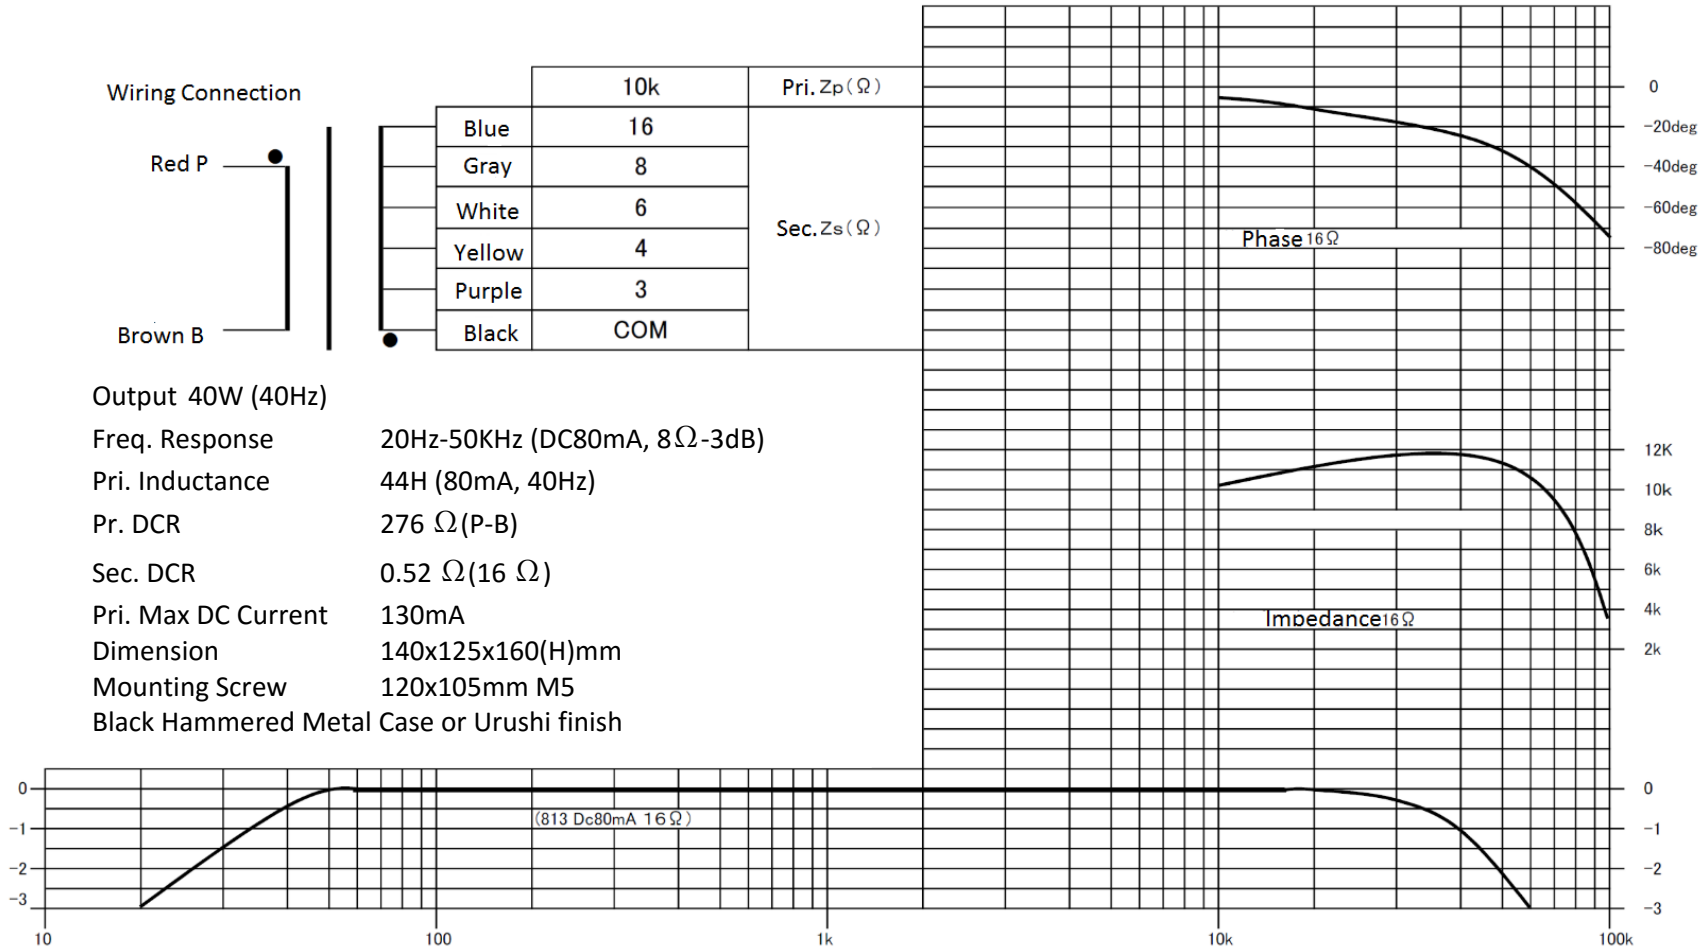 Wiring Connection
10k Pri. Zp(Ω)
Blue 16
Red P
Gray 8
White 6
Sec. Zs(Ω)
Yellow 4
Purple 3
Brown B
Black COM
Output 40W (40Hz)
Freq. Response 20Hz-50KHz (DC80mA, 8Ω-3dB)
Pri. Inductance 44H (80mA, 40Hz)
Pr. DCR 276 Ω(P-B)
Sec. DCR 0.52 Ω(16 Ω)
Pri. Max DC Current 130mA
Dimension 140x125x160(H)mm
Mounting Screw 120x105mm M5
Black Hammered Metal Case or Urushi finish
0
-20deg
-40deg
-60deg
-80deg
Phase 16Ω
12K
10k
8k
6k
4k
2k
Impedance 16Ω
0
-1
-2
-3
(813 Dc80mA 16Ω)
0
-1
-2
-3
10 100 1k 10k 100k